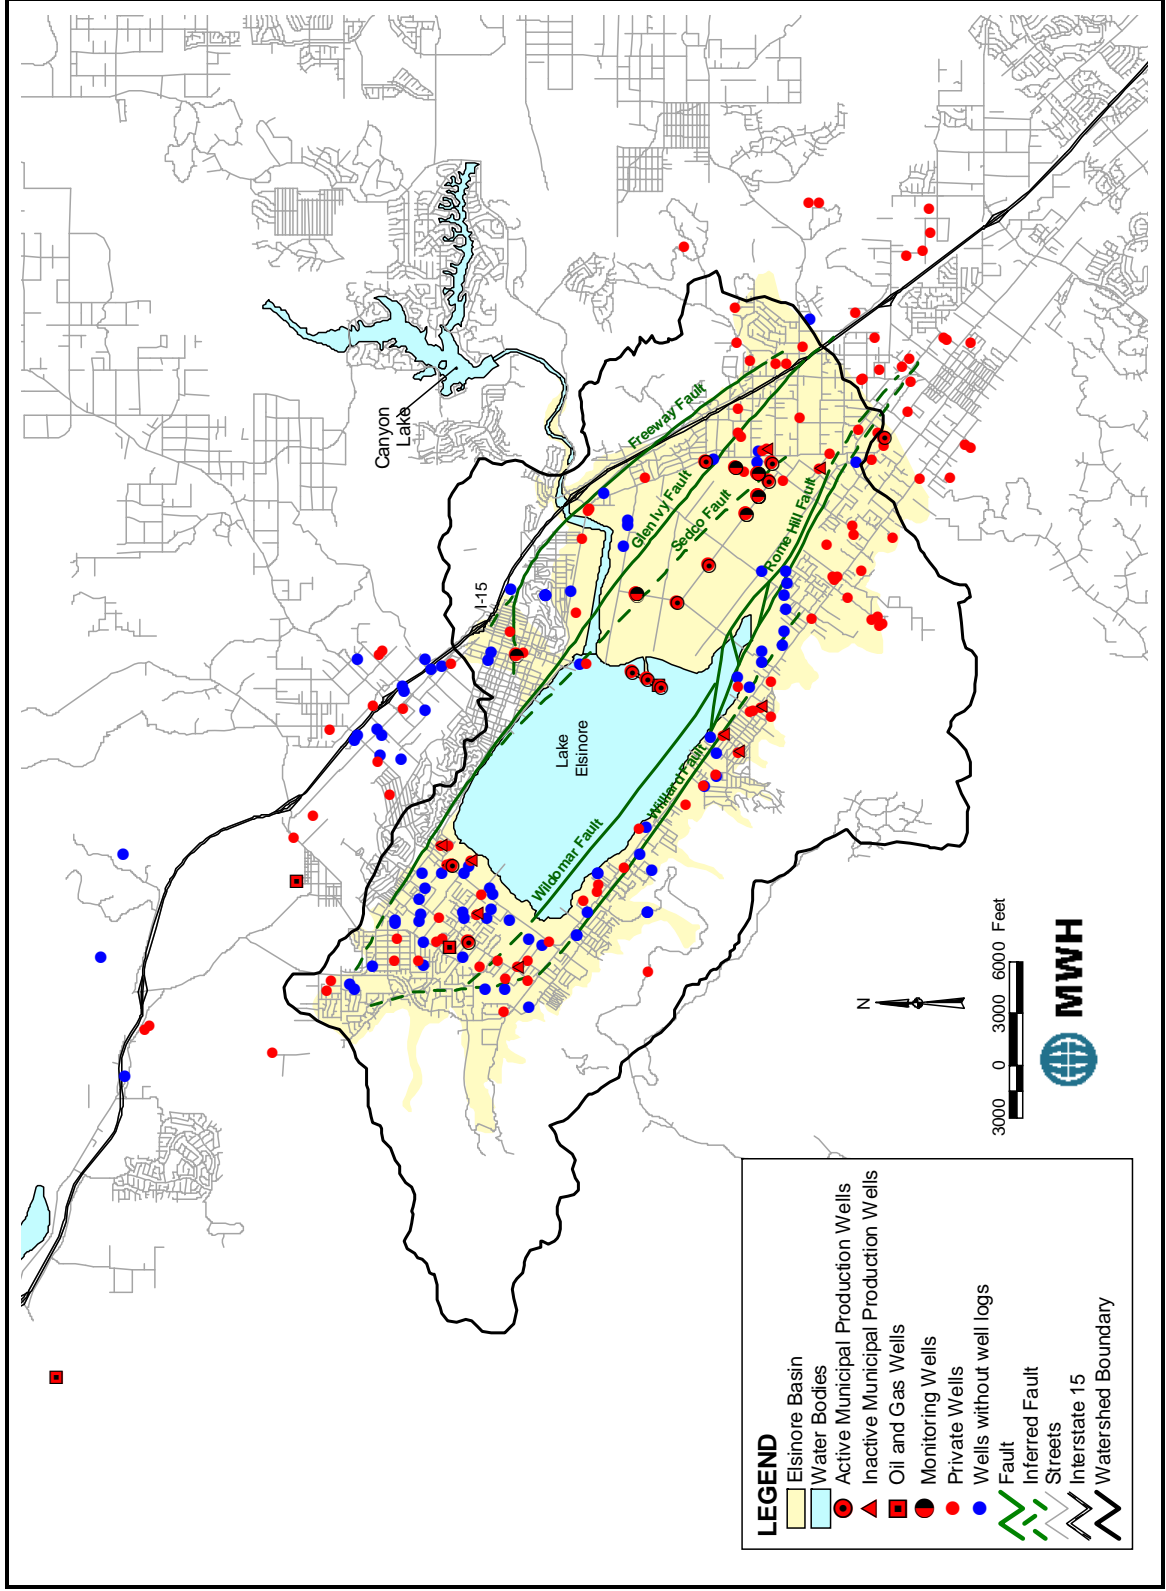 Canyon
Lake
I-15
Freeway Fault
Glen Ivy Fault
Sedco Fault
Rome Hill Fault
Lake
Elsinore
Wildomar Fault
Williard Fault
N
3000 0 3000 6000 Feet
MWH
LEGEND
Elsinore Basin
Water Bodies
Active Municipal Production Wells
Inactive Municipal Production Wells
Oil and Gas Wells
Monitoring Wells
Private Wells
Wells without well logs
Fault
Inferred Fault
Streets
Interstate 15
Watershed Boundary